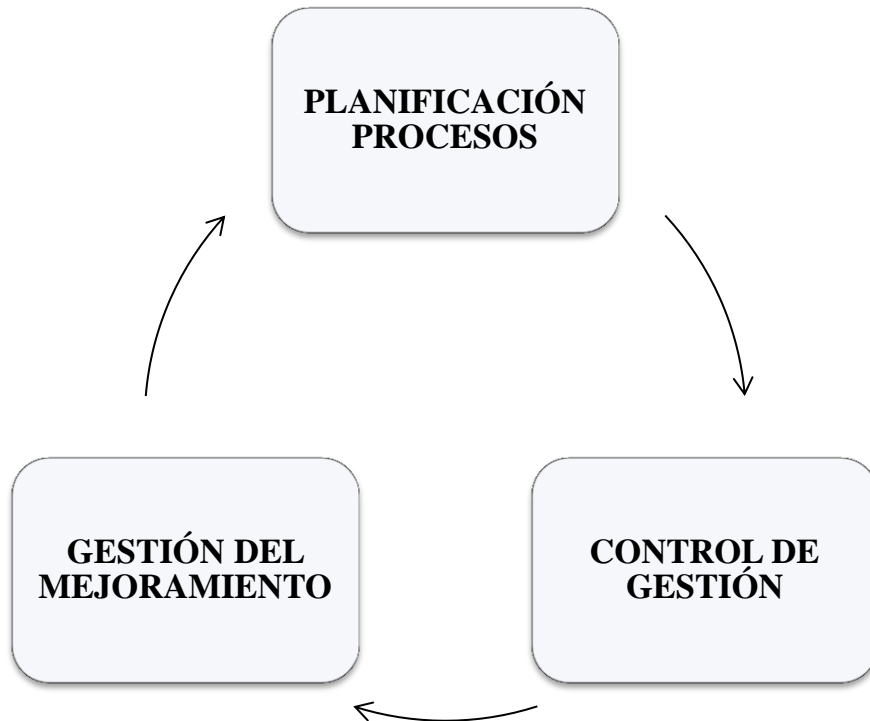 PLANIFICACIÓN
PROCESOS
GESTIÓN DEL
MEJORAMIENTO
CONTROL DE
GESTIÓN